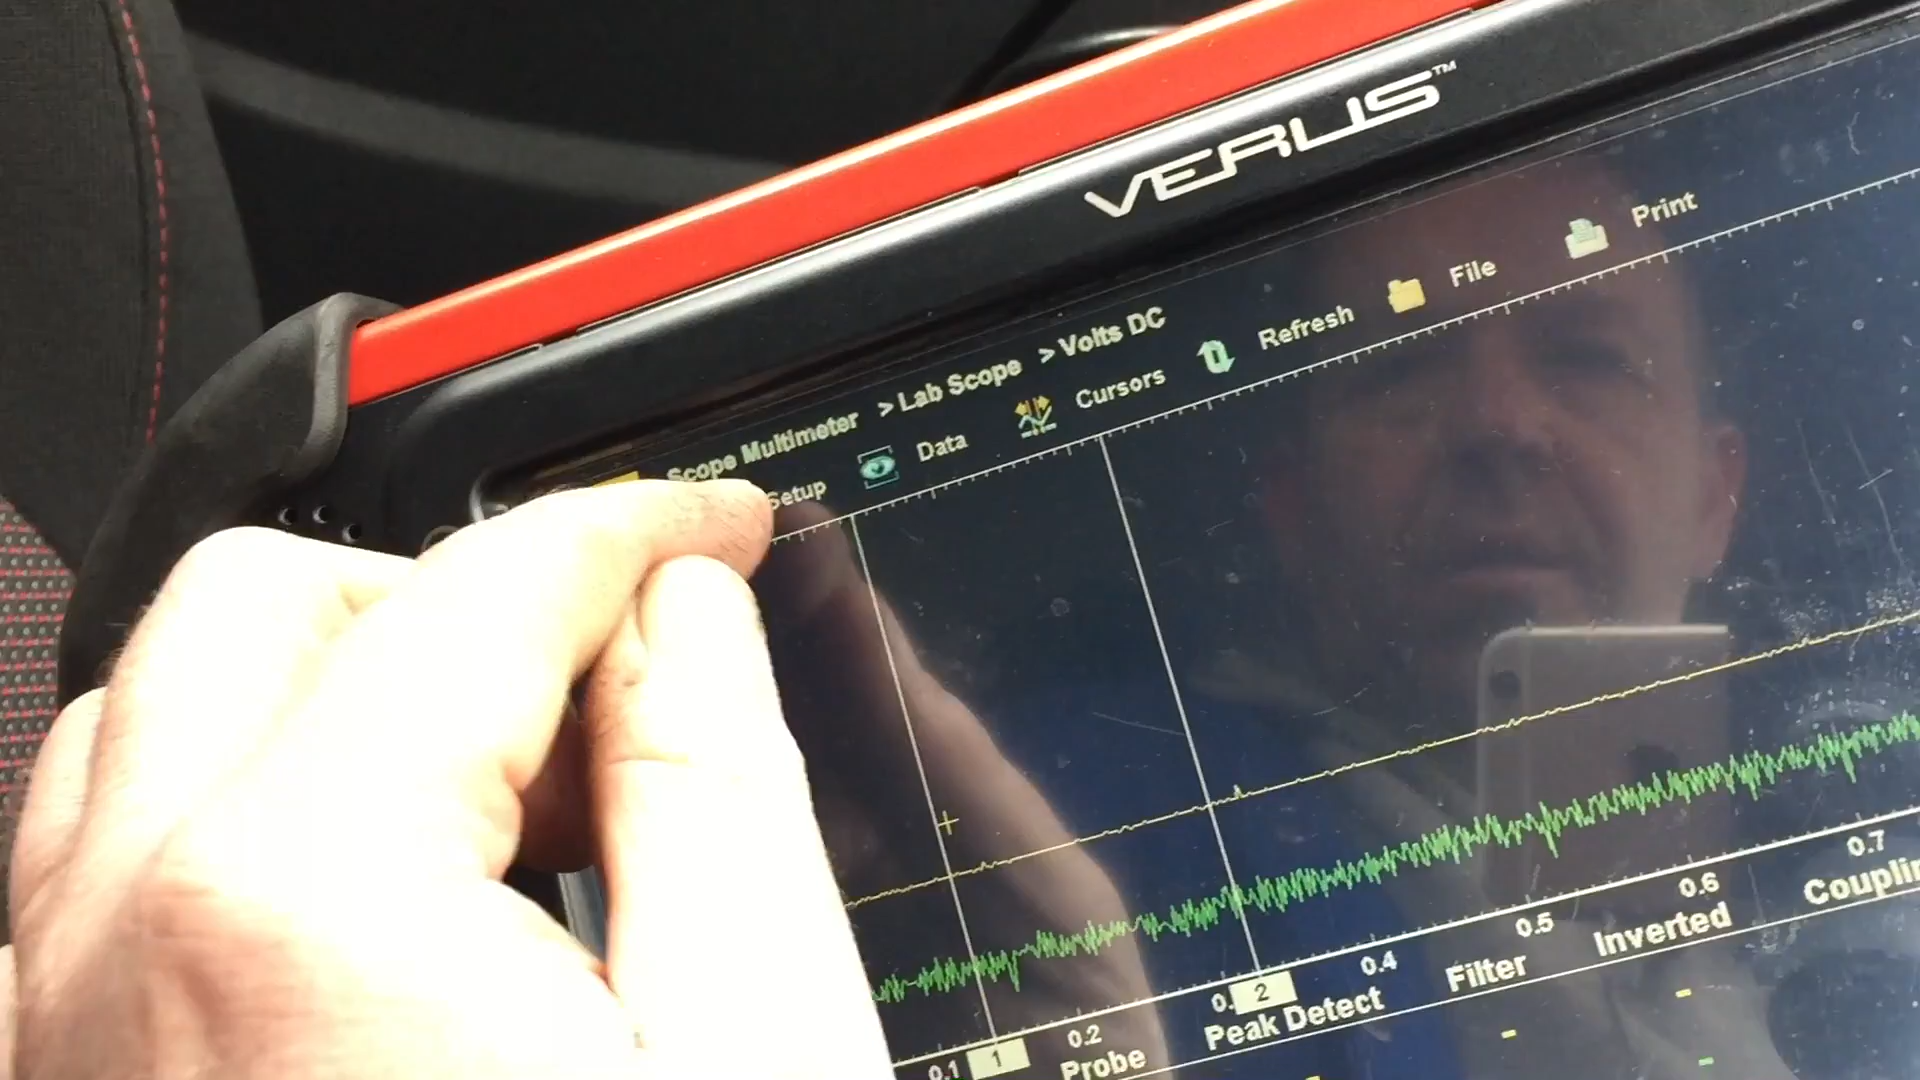 VERUS™
Scope Multimeter > Lab Scope > Volts DC
Setup Data Cursors Refresh File Print
0.1 1 0.2 0. 2 0.4 0.5 0.6 0.7
Probe Peak Detect Filter Inverted